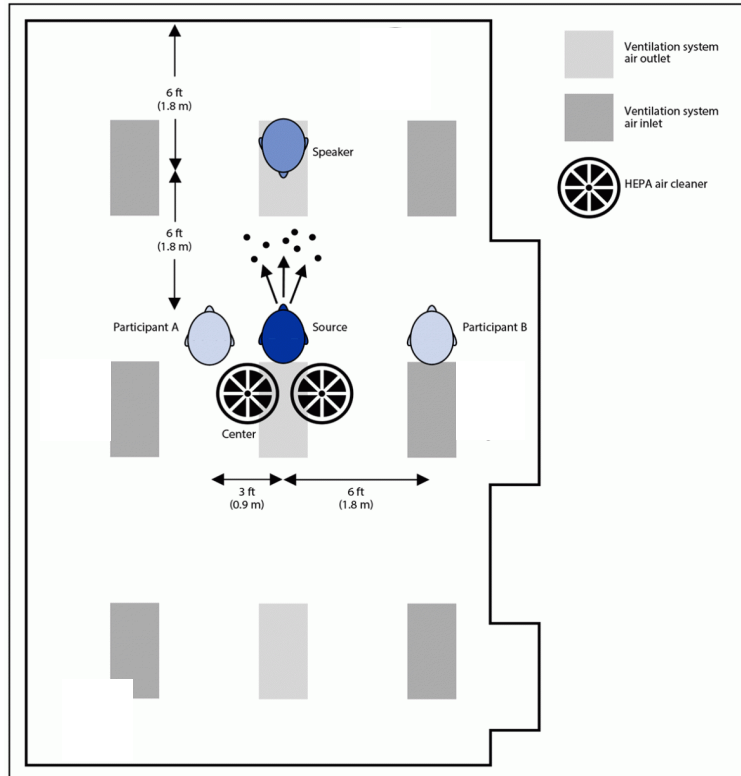 6 ft
(1.8 m)
Speaker
6 ft
(1.8 m)
Participant A
Source
Participant B
Center
3 ft
(0.9 m)
6 ft
(1.8 m)
Ventilation system
air outlet
Ventilation system
air inlet
HEPA air cleaner